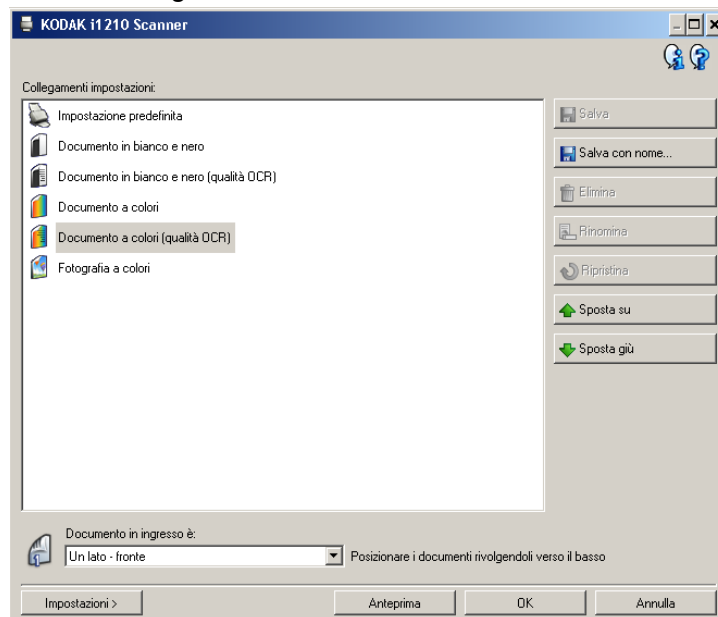 KODAK i1210 Scanner
Collegamenti impostazioni:
Impostazione predefinita
Documento in bianco e nero
Documento in bianco e nero (qualità OCR)
Documento a colori
Documento a colori (qualità OCR)
Fotografia a colori
Salva
Salva con nome...
Elimina
Rinomina
Ripristina
Sposta su
Sposta giù
Documento in ingresso è:
Un lato - fronte
Posizionare i documenti rivolgendoli verso il basso
Impostazioni >
Anteprima
OK
Annulla